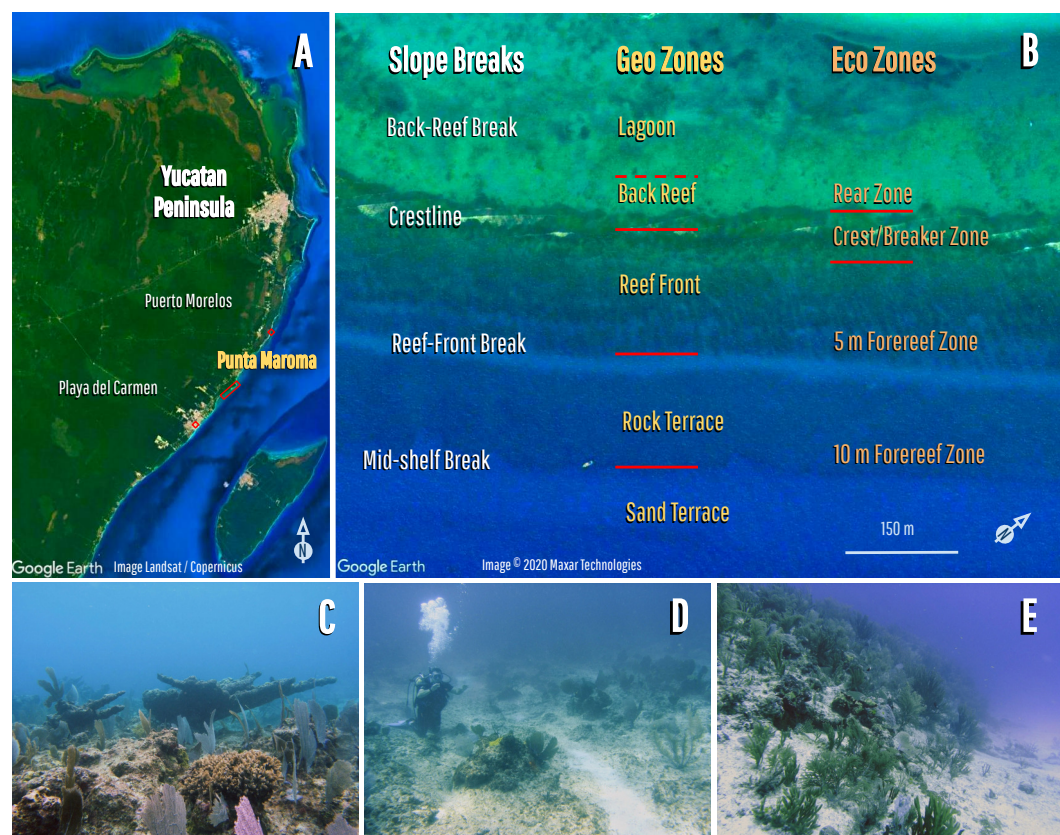 A
Yucatan
Peninsula
Puerto Morelos
Punta Maroma
Playa del Carmen
N
Google Earth Image Landsat / Copernicus
B
Slope Breaks Geo Zones Eco Zones
Back-Reef Break Lagoon
Back Reef Rear Zone
Crestline
Crest/Breaker Zone
Reef Front
Reef-Front Break 5 m Forereef Zone
Rock Terrace
Mid-shelf Break 10 m Forereef Zone
Sand Terrace
150 m
N
Google Earth Image © 2020 Maxar Technologies
C
D
E